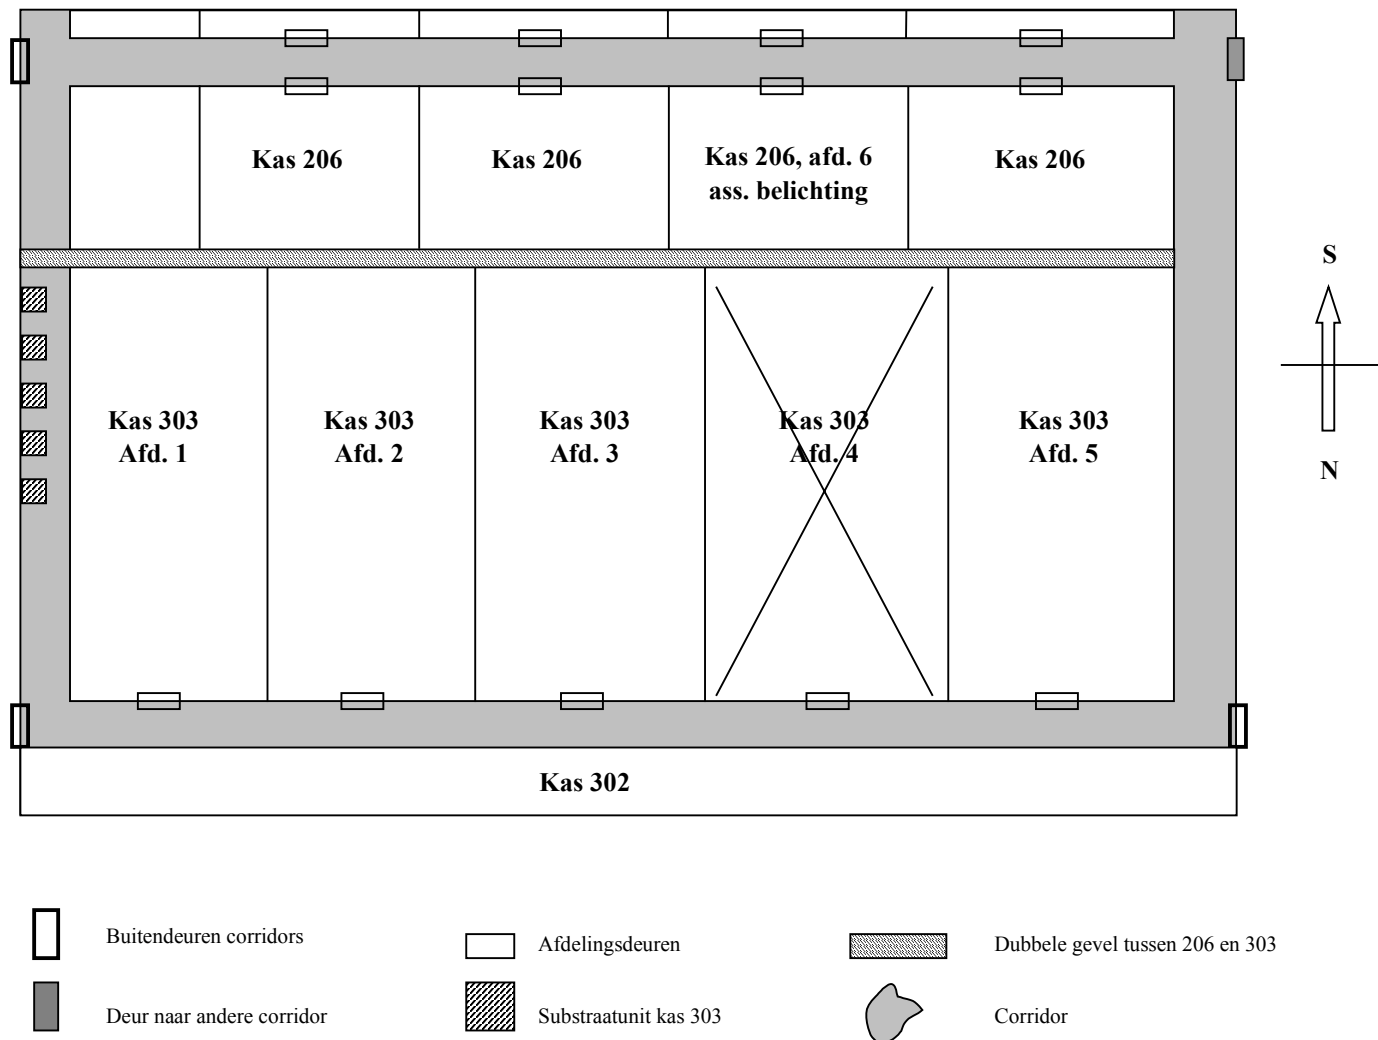 Kas 206
Kas 206
Kas 206, afd. 6
ass. belichting
Kas 206
S
N
Kas 303
Afd. 1
Kas 303
Afd. 2
Kas 303
Afd. 3
Kas 303
Afd. 4
Kas 303
Afd. 5
Kas 302
Buitendeuren corridors
Afdelingsdeuren
Dubbele gevel tussen 206 en 303
Deur naar andere corridor
Substraatunit kas 303
Corridor